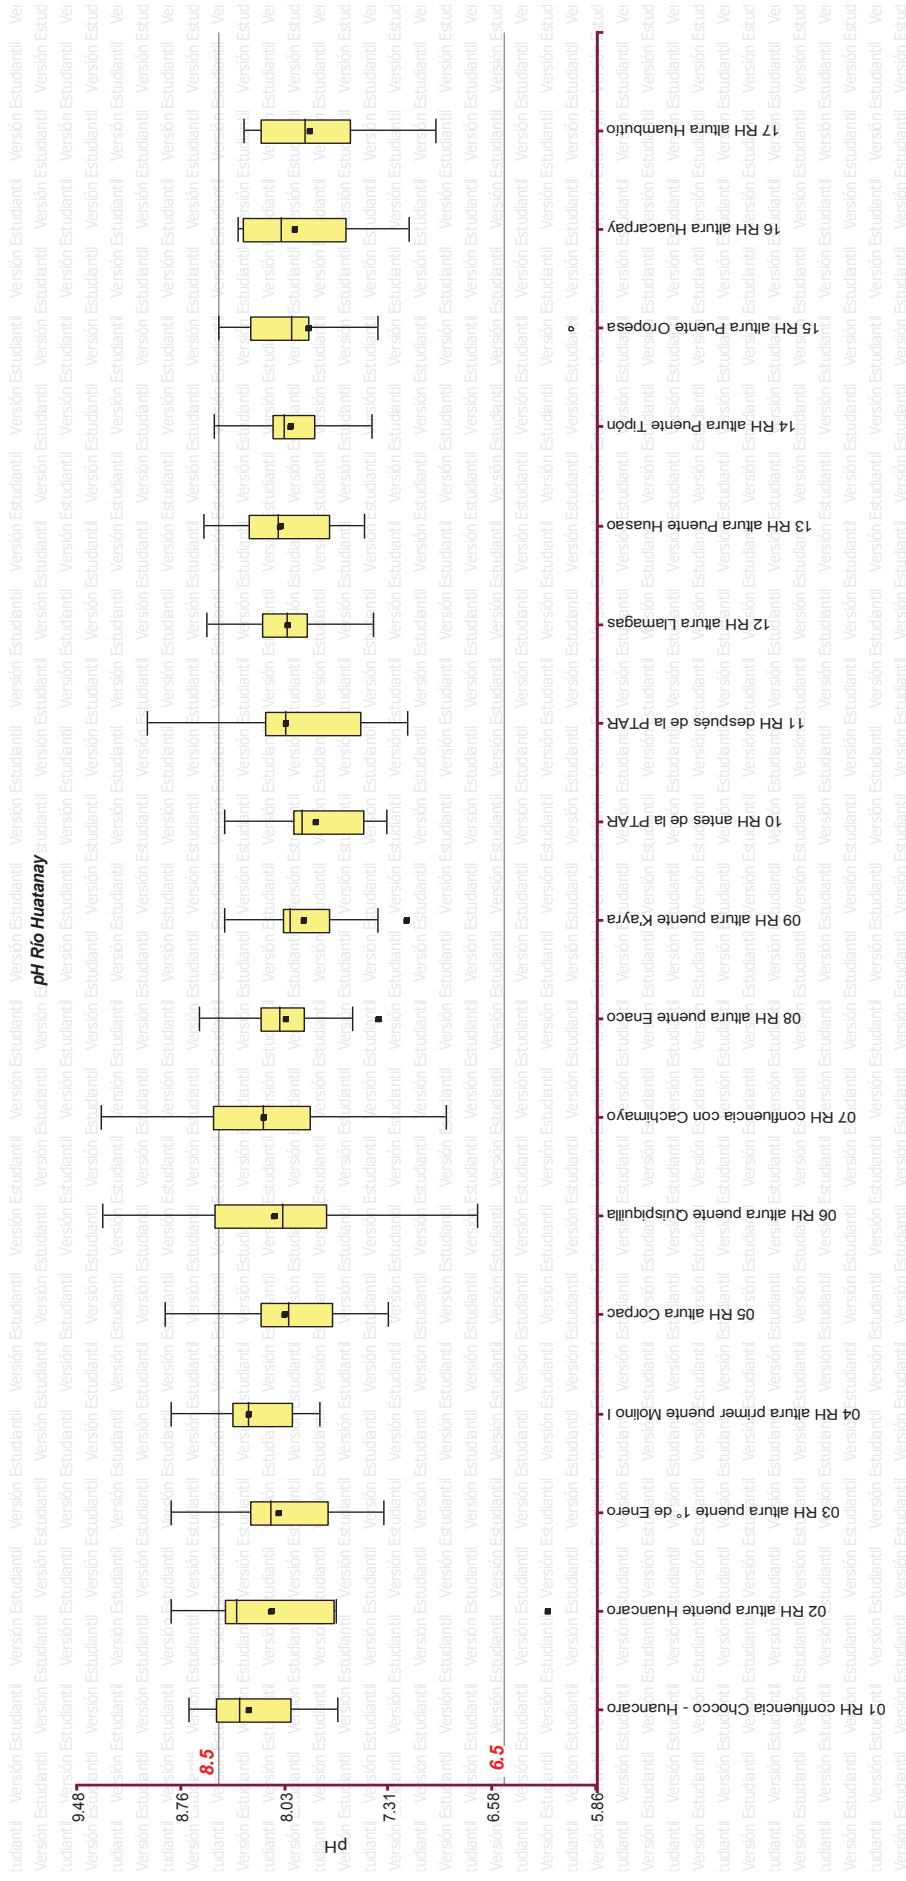 pH Río Huatanay
pH
9.48
8.76
8.03
7.31
6.58
5.86
8.5
6.5
01 RH confluencia Chocco - Huancaro
02 RH altura puente Huancaro
03 RH altura puente 1° de Enero
04 RH altura primer puente Molino I
05 RH altura Corpac
06 RH altura puente Quispiquilla
07 RH confluencia con Cachimayo
08 RH altura puente Enaco
09 RH altura puente K'ayra
10 RH antes de la PTAR
11 RH después de la PTAR
12 RH altura Llamagas
13 RH altura Puente Huasao
14 RH altura Puente Tipón
15 RH altura Puente Oropesa
16 RH altura Huacarpay
17 RH altura Huambutio